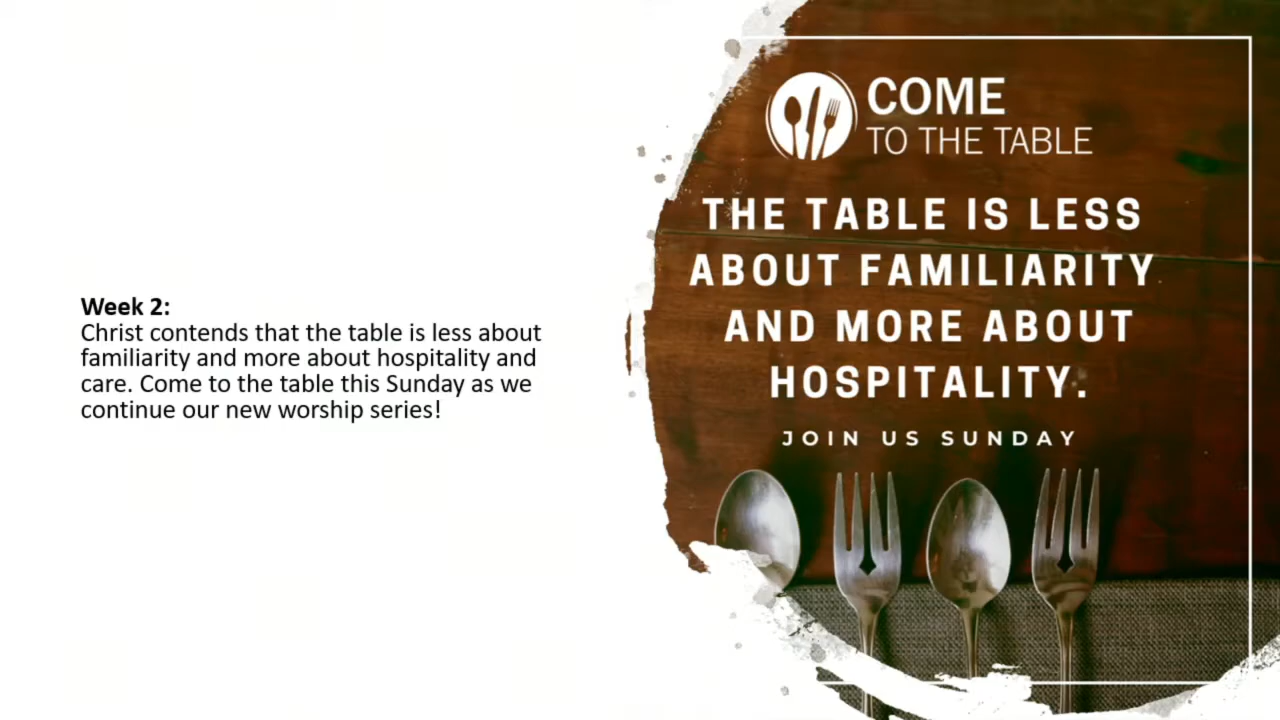 Week 2:
Christ contends that the table is less about
familiarity and more about hospitality and
care. Come to the table this Sunday as we
continue our new worship series!
COME
TO THE TABLE
THE TABLE IS LESS
ABOUT FAMILIARITY
AND MORE ABOUT
HOSPITALITY.
JOIN US SUNDAY